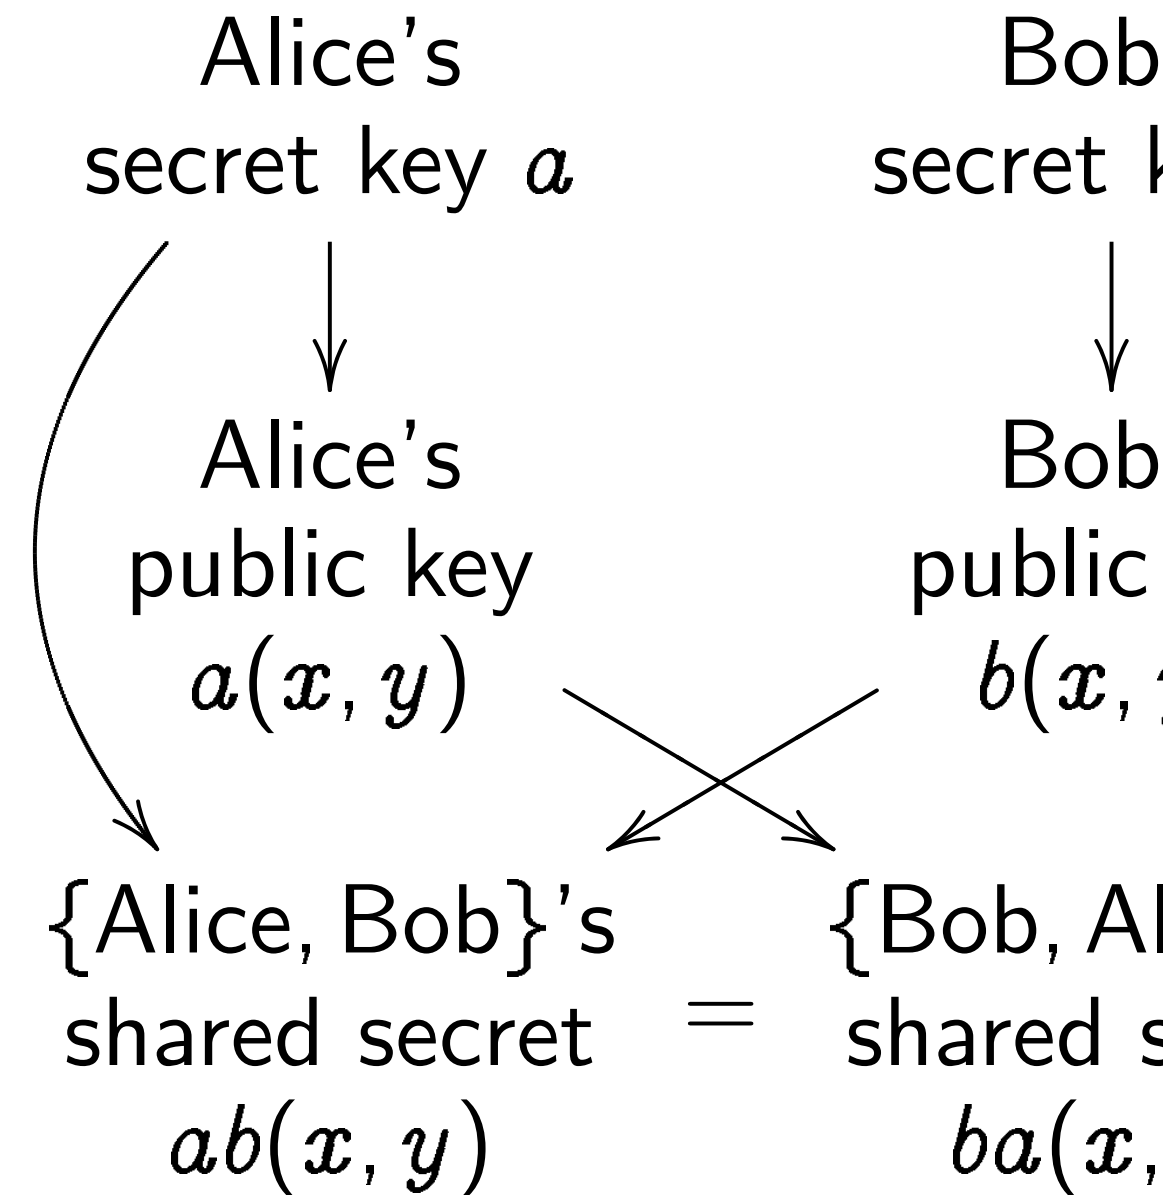 Alice's
secret key a
Bob
secret
Alice's
public key
a(x, y)
Bob
public
b(x,
{Alice, Bob}'s
shared secret
ab(x, y)
=
{Bob, Al
shared s
ba(x,